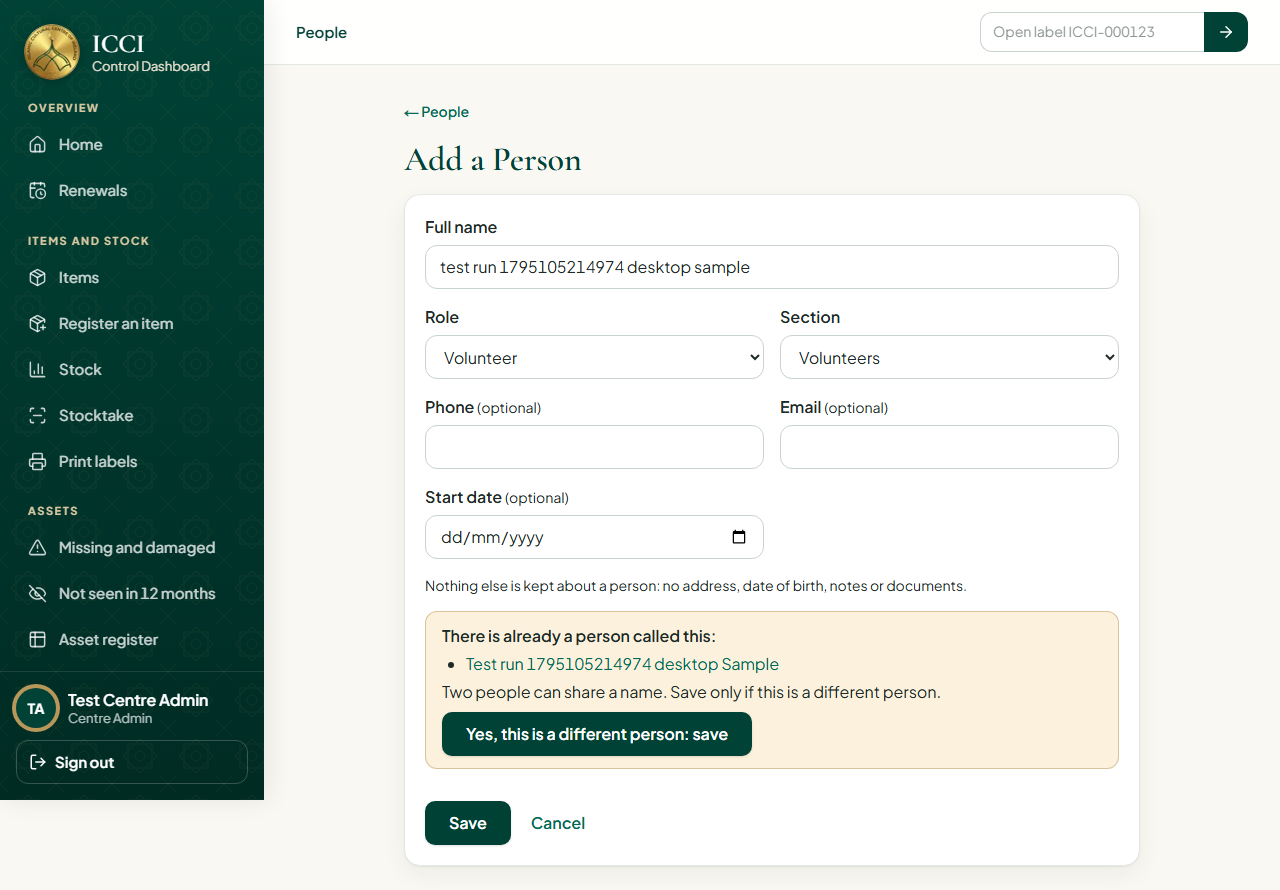 ICCI
Control Dashboard
OVERVIEW
Home
Renewals
ITEMS AND STOCK
Items
Register an item
Stock
Stocktake
Print labels
ASSETS
Missing and damaged
Not seen in 12 months
Asset register
TA
Test Centre Admin
Centre Admin
Sign out
People
Open label ICCI-000123
← People
Add a Person
Full name
test run 1795105214974 desktop sample
Role
Section
Volunteer
Volunteers
Phone (optional)
Email (optional)
Start date (optional)
dd/mm/yyyy
Nothing else is kept about a person: no address, date of birth, notes or documents.
There is already a person called this:
• Test run 1795105214974 desktop Sample
Two people can share a name. Save only if this is a different person.
Yes, this is a different person: save
Save
Cancel